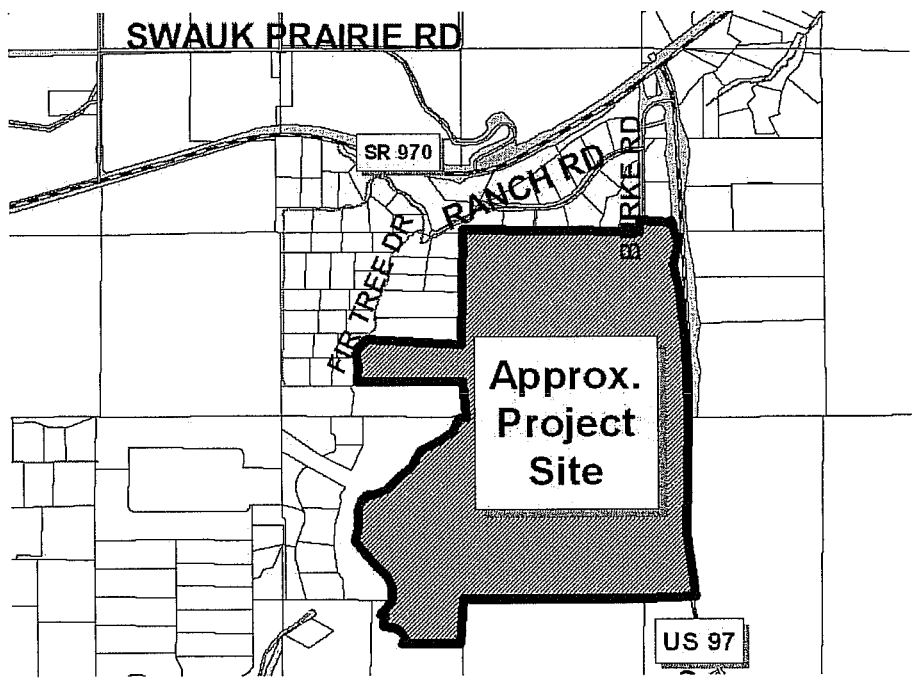 SWAUK PRAIRIE RD
SR 970
RANCH RD
BURKE RD
FIR TREE DR
Approx.
Project
Site
US 97